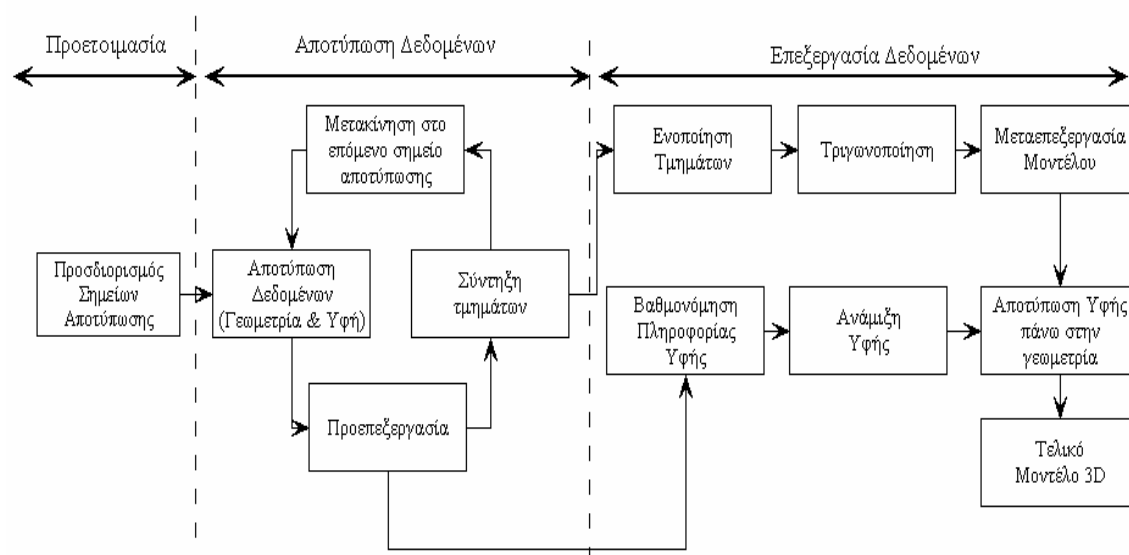 Προετοιμασία
Αποτύπωση Δεδομένων
Επεξεργασία Δεδομένων
Μετακίνηση στο
επόμενο σημείο
αποτύπωσης
Ενοποίηση
Τμημάτων
Τριγωνοποίηση
Μεταεπεξεργασία
Μοντέλου
Προσδιορισμός
Σημείων
Αποτύπωσης
Αποτύπωση
Δεδομένων
(Γεωμετρία & Υφή)
Σύντηξη
τμημάτων
Βαθμονόμηση
Πληροφορίας
Υφής
Ανάμιξη
Υφής
Αποτύπωση Υφής
πάνω στην
γεωμετρία
Προεπεξεργασία
Τελικό
Μοντέλο 3D